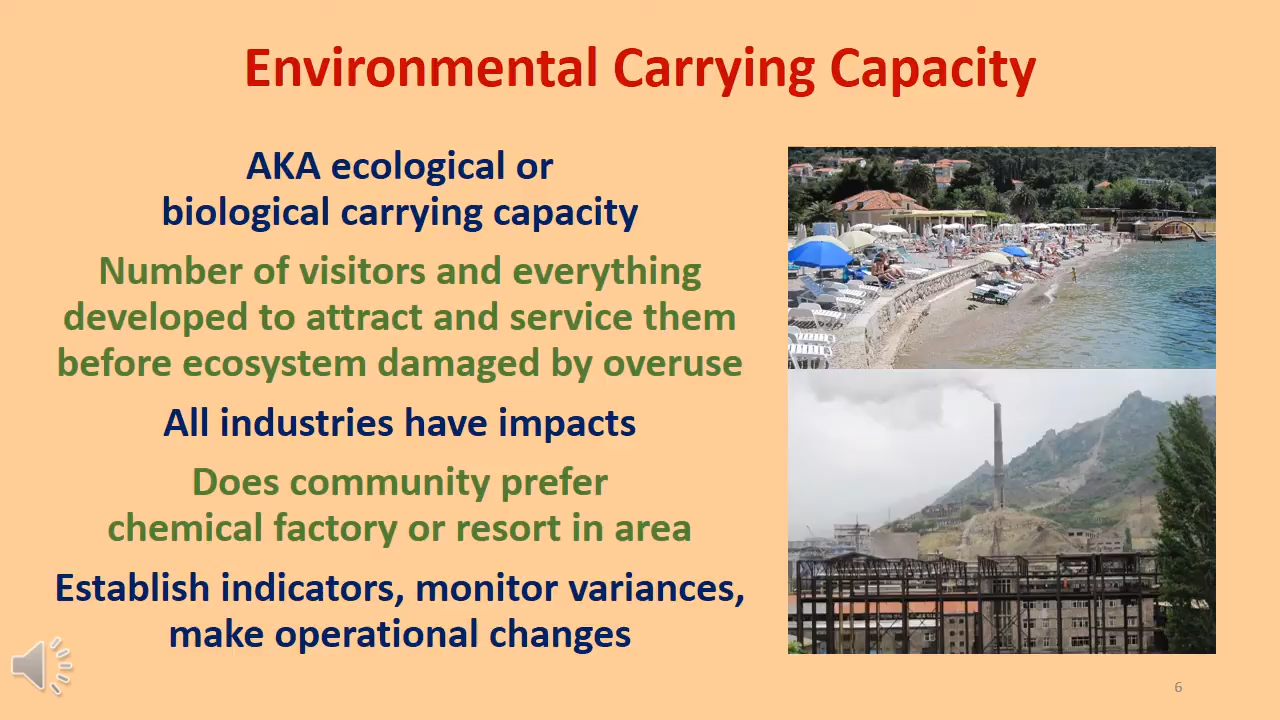 Environmental Carrying Capacity
AKA ecological or
biological carrying capacity
Number of visitors and everything
developed to attract and service them
before ecosystem damaged by overuse
All industries have impacts
Does community prefer
chemical factory or resort in area
Establish indicators, monitor variances,
make operational changes
6